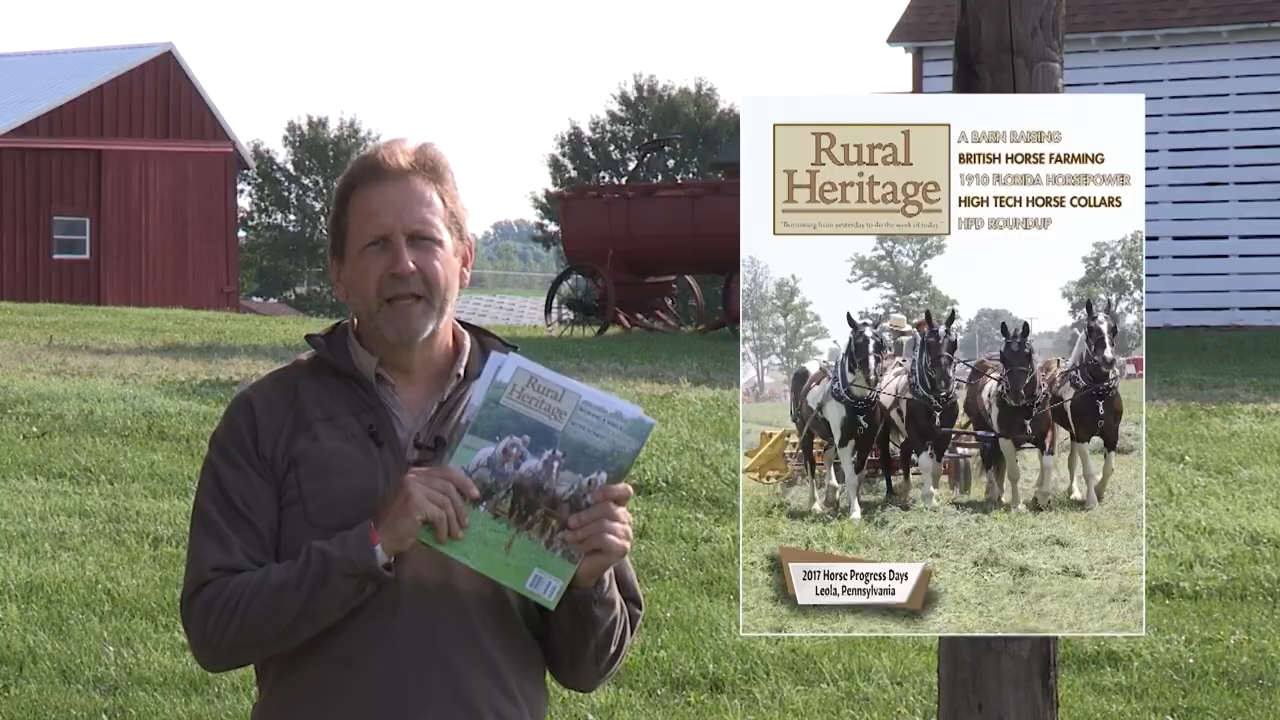 Rural
Heritage
"Borrowing from yesterday to do the work of today."
A BARN RAISING
BRITISH HORSE FARMING
1910 FLORIDA HORSEPOWER
HIGH TECH HORSE COLLARS
HPD ROUNDUP
2017 Horse Progress Days
Leola, Pennsylvania
Rural
Heritage